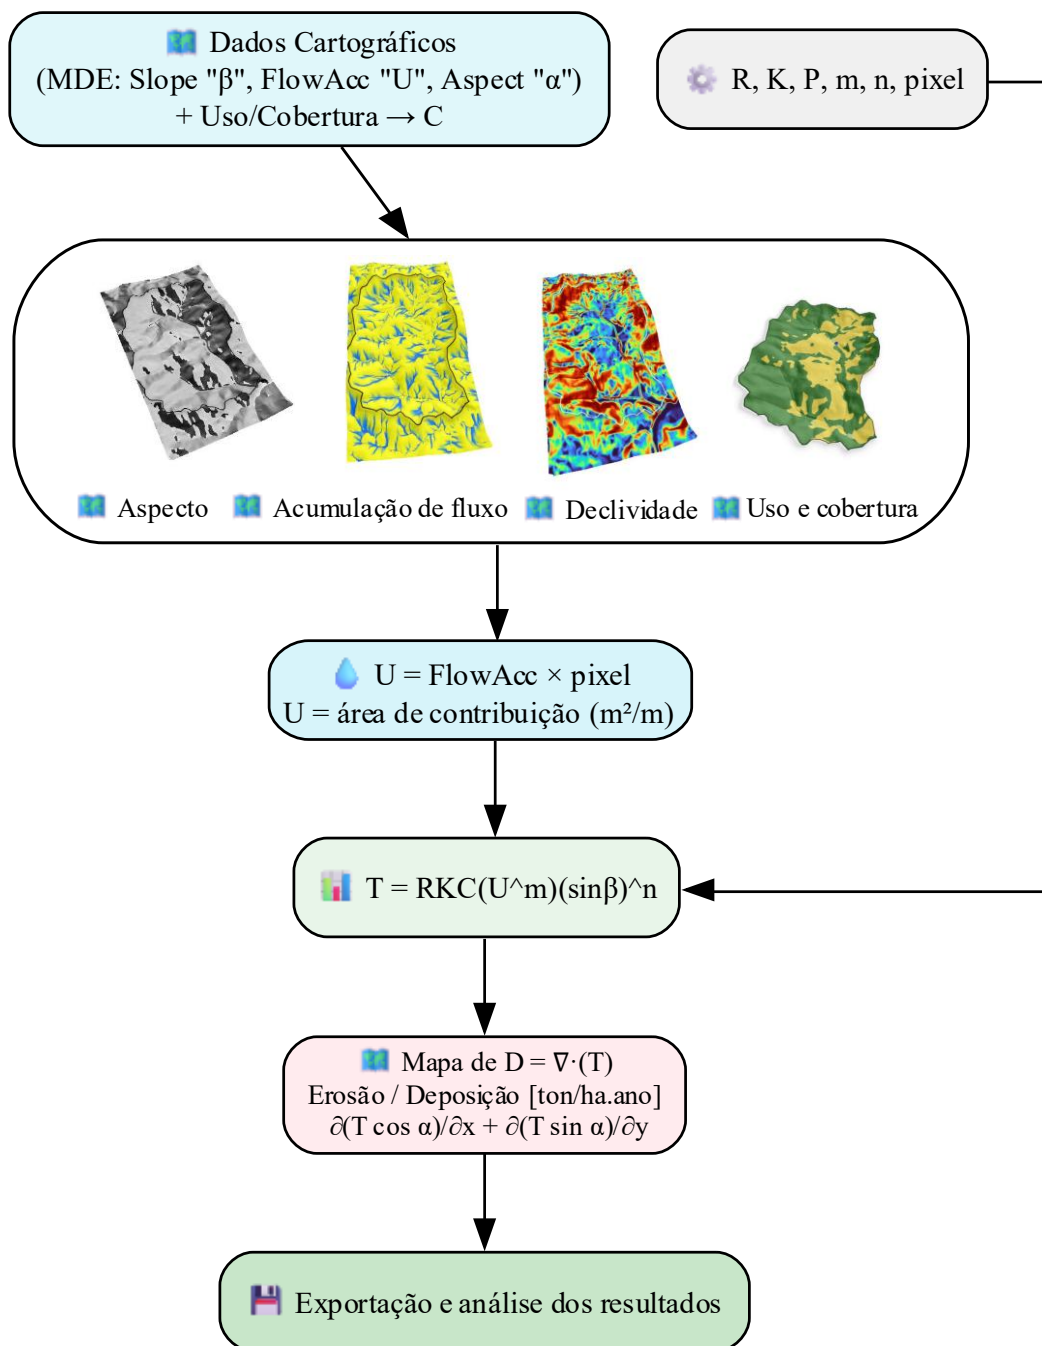 Dados Cartográficos
(MDE: Slope "β", FlowAcc "U", Aspect "α")
+ Uso/Cobertura → C
R, K, P, m, n, pixel
Aspecto
Acumulação de fluxo
Declividade
Uso e cobertura
U = FlowAcc × pixel
U = área de contribuição (m²/m)
T = RKC(U^m)(sinβ)^n
Mapa de D = ∇·(T)
Erosão / Deposição [ton/ha.ano]
∂(T cos α)/∂x + ∂(T sin α)/∂y
Exportação e análise dos resultados